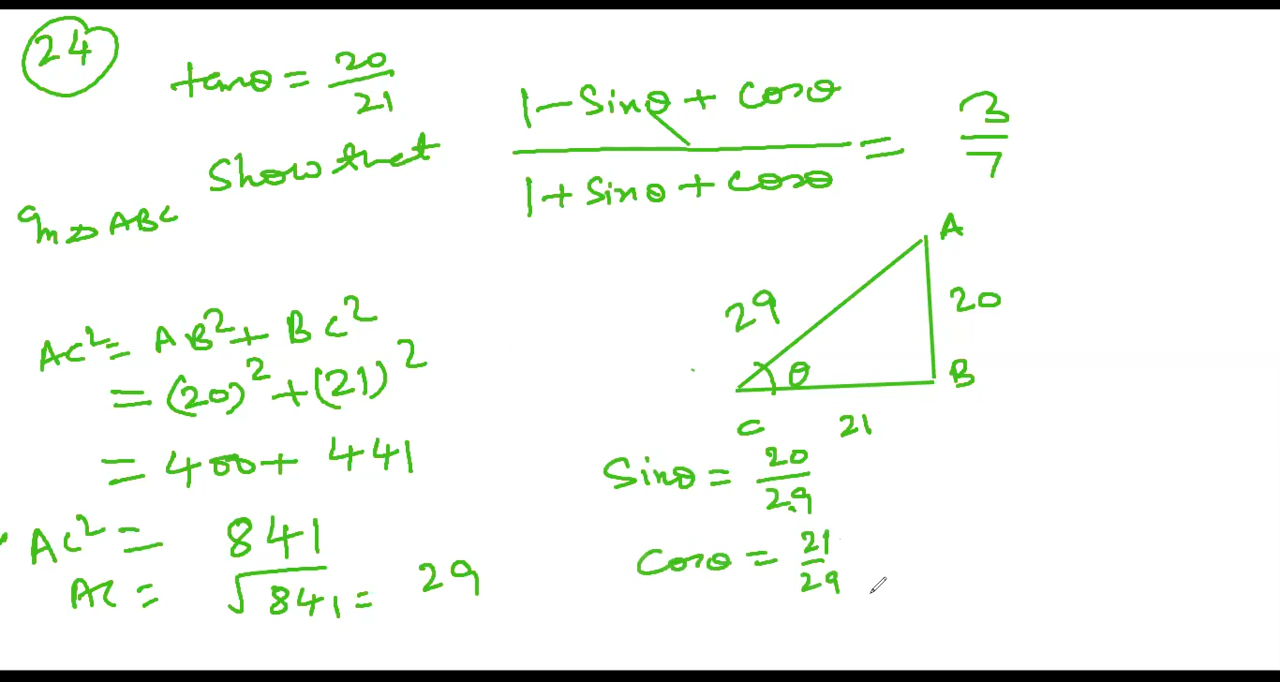 24
tanθ = 20/21
Show that (1 - Sinθ + Cosθ)/(1 + Sinθ + Cosθ) = 3/7
In △ ABC
AC² = AB² + BC²
= (20)² + (21)²
= 400 + 441
AC² = 841
AC = √841 = 29
A
29
20
θ
B
C
21
Sinθ = 20/29
Cosθ = 21/29